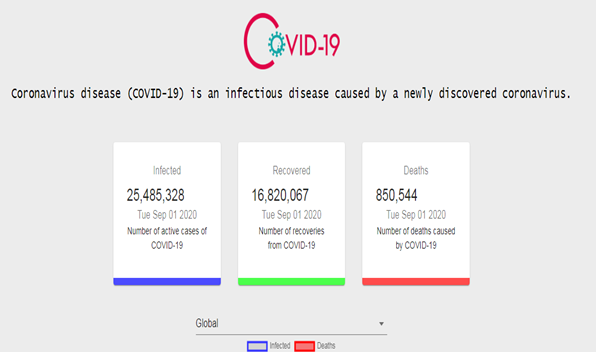 COVID-19
Coronavirus disease (COVID-19) is an infectious disease caused by a newly discovered coronavirus.
Infected
25,485,328
Tue Sep 01 2020
Number of active cases of
COVID-19
Recovered
16,820,067
Tue Sep 01 2020
Number of recoveries
from COVID-19
Deaths
850,544
Tue Sep 01 2020
Number of deaths caused
by COVID-19
Global
Infected Deaths